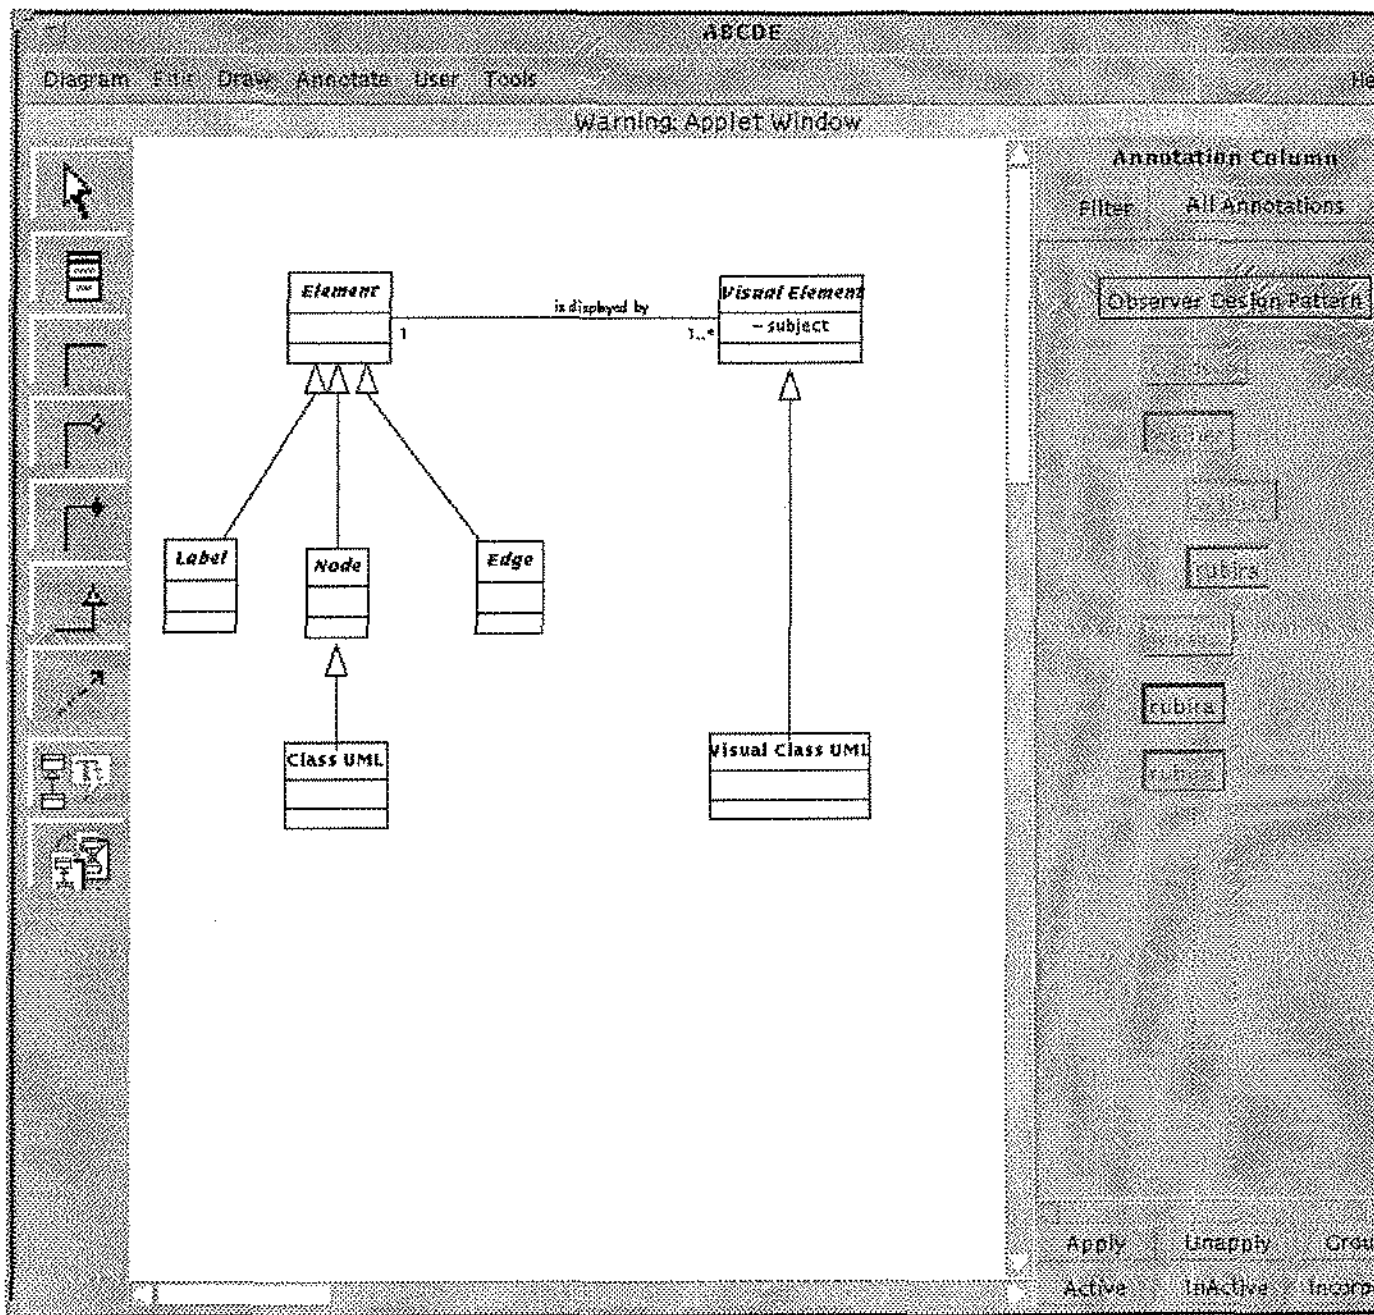 ABCDE
Diagram Edit Draw Annotate User Tools
Warning: Applet Window
Annotation Column
Filter All Annotations
Element
is displayed by
Visual Element
- subject
1
1..*
Observer Design Pattern
Label
Node
Edge
rubira
rubira
Class UML
Visual Class UML
Apply Unapply
Active InActive